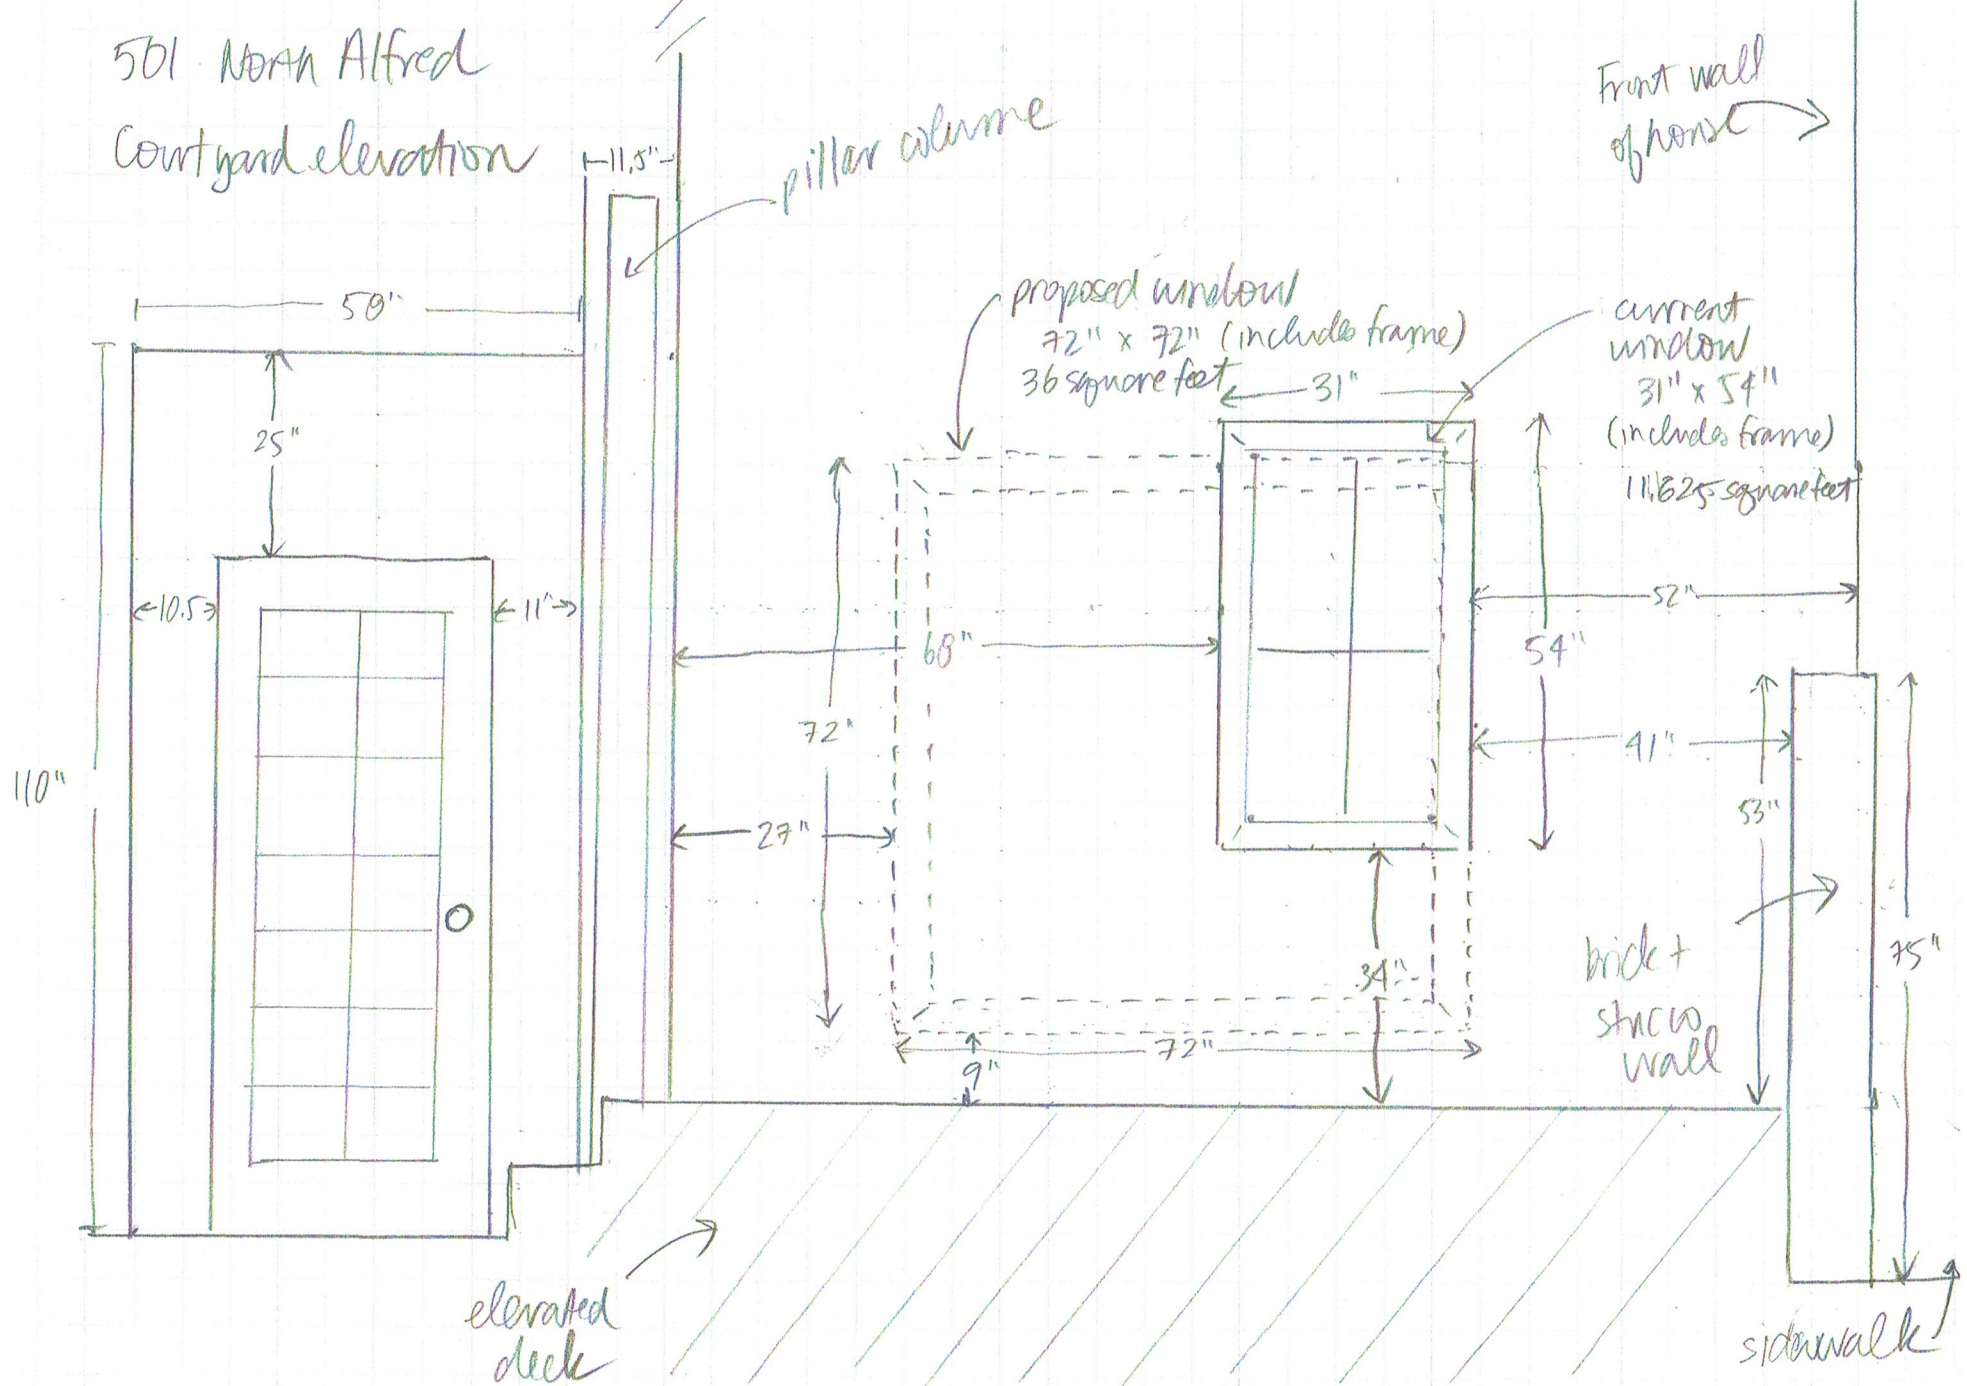 501 North Alfred
Courtyard elevation
11.5"
pillar column
Front wall
of house
58"
proposed window
72" x 72" (includes frame)
36 square feet
current
window
31" x 54"
(includes frame)
11.625 square feet
31"
25"
10.5
11"
68"
52"
54"
72"
41"
110"
53"
27"
34"
brick +
stucco
wall
75"
72"
9"
elevated
deck
sidewalk